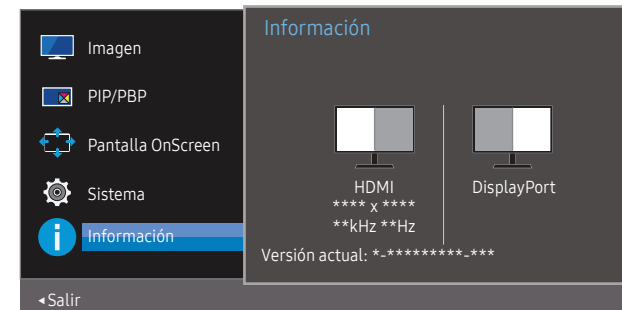 Imagen
PIP/PBP
Pantalla OnScreen
Sistema
Información
◂Salir
Información
HDMI
**** x ****
**kHz **Hz
DisplayPort
Versión actual: *-*********-***